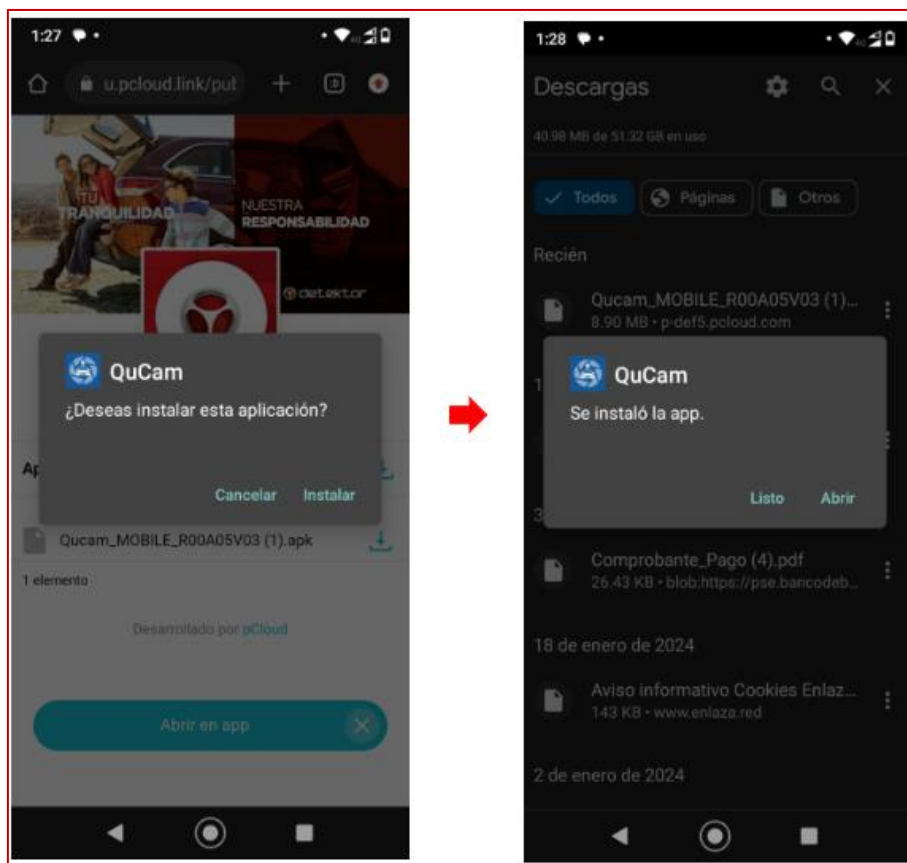 1:27
u.pcloud.link/pub
TU
TRANQUILIDAD
NUESTRA
RESPONSABILIDAD
detektor
QuCam
¿Deseas instalar esta aplicación?
Cancelar Instalar
Qucam_MOBILE_R00A05V03 (1).apk
1 elemento
Desarrollado por pCloud
Abrir en app
1:28
Descargas
40.98 MB de 51.32 GB en uso
Todos Páginas Otros
Recién
Qucam_MOBILE_R00A05V03 (1)...
8.90 MB • p-def5.pcloud.com
QuCam
Se instaló la app.
Listo Abrir
Comprobante_Pago (4).pdf
26.43 KB • blob:https://pse.bancodeb...
18 de enero de 2024
Aviso informativo Cookies Enlaz...
143 KB • www.enlaza.red
2 de enero de 2024